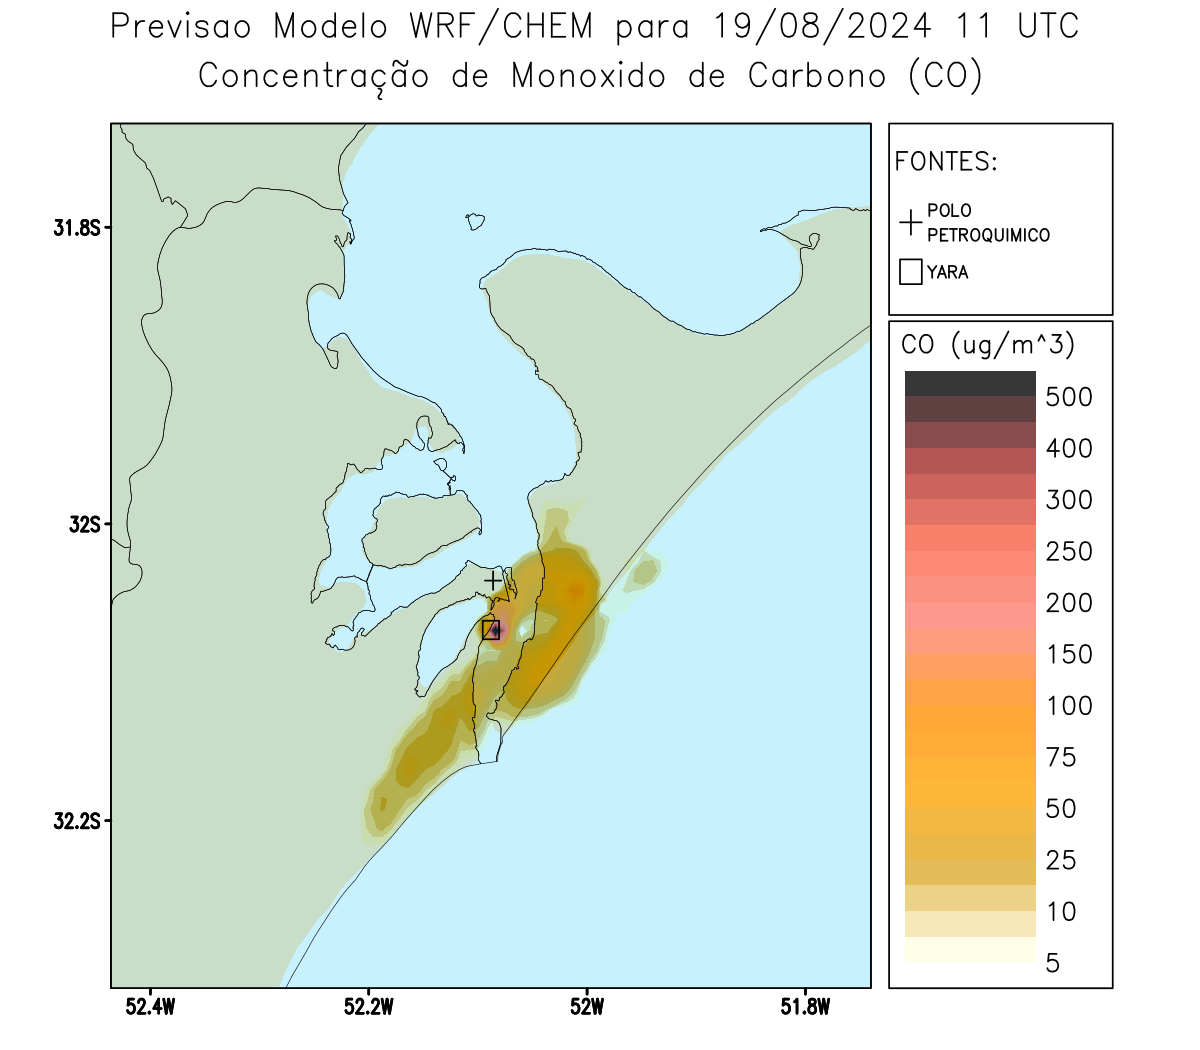 Previsao Modelo WRF/CHEM para 19/08/2024 11 UTC
Concentração de Monoxido de Carbono (CO)
FONTES:
POLO
PETROQUIMICO
YARA
CO (ug/m^3)
500
400
300
250
200
150
100
75
50
25
10
5
31.8S
32S
32.2S
52.4W
52.2W
52W
51.8W